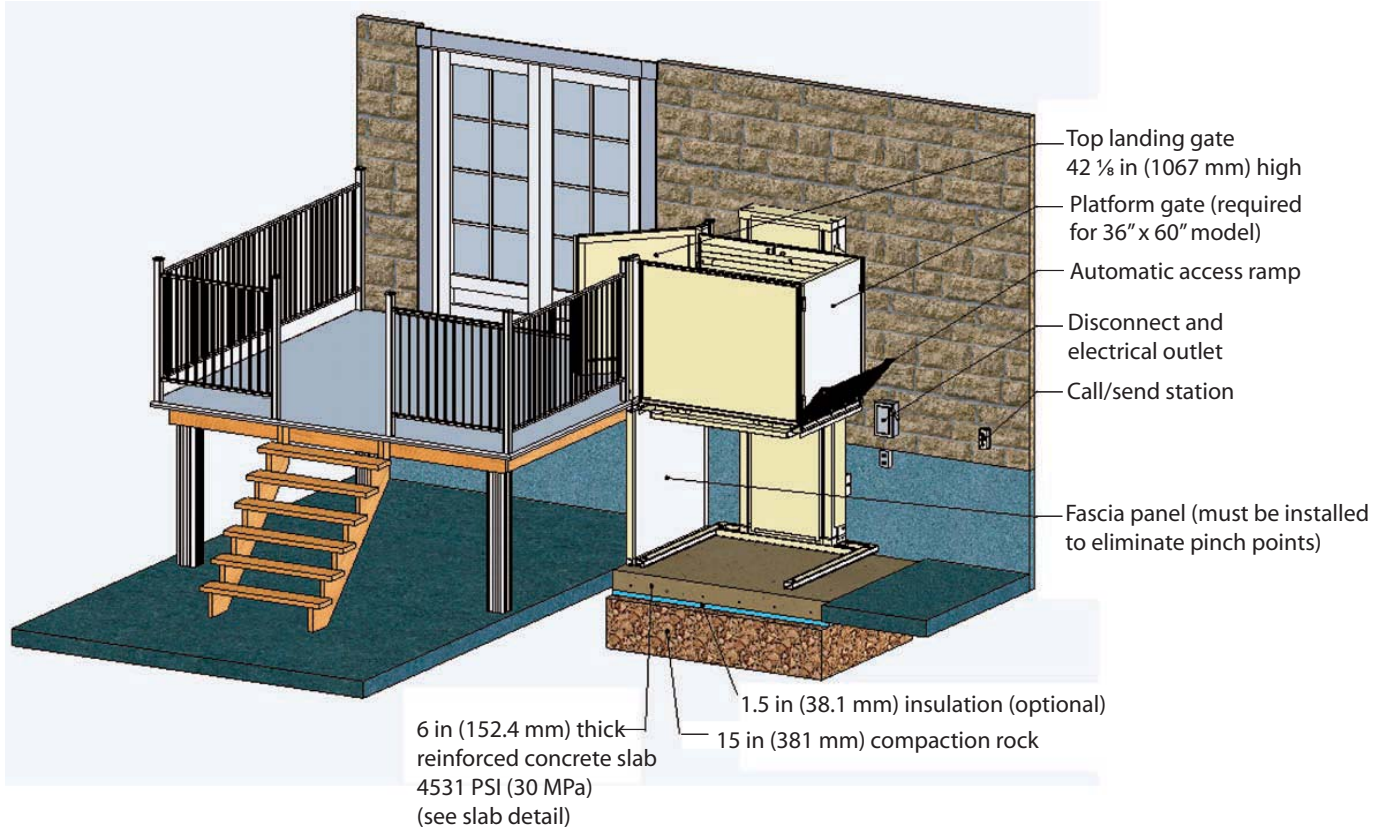 Top landing gate
42 ⅛ in (1067 mm) high
Platform gate (required
for 36” x 60” model)
Automatic access ramp
Disconnect and
electrical outlet
Call/send station
Fascia panel (must be installed
to eliminate pinch points)
1.5 in (38.1 mm) insulation (optional)
15 in (381 mm) compaction rock
6 in (152.4 mm) thick
reinforced concrete slab
4531 PSI (30 MPa)
(see slab detail)